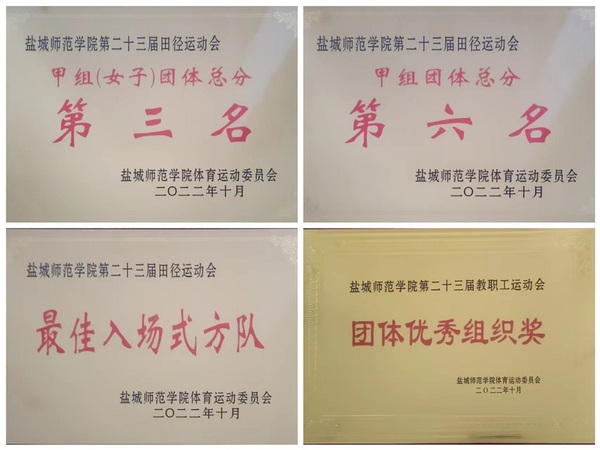 盐城师范学院第二十三届田径运动会
甲组(女子)团体总分
第三名
盐城师范学院体育运动委员会
二〇二二年十月
盐城师范学院第二十三届田径运动会
甲组团体总分
第六名
盐城师范学院体育运动委员会
二〇二二年十月
盐城师范学院第二十三届田径运动会
最佳入场式方队
盐城师范学院体育运动委员会
二〇二二年十月
盐城师范学院第二十三届教职工运动会
团体优秀组织奖
盐城师范学院体育运动委员会
二〇二二年十月